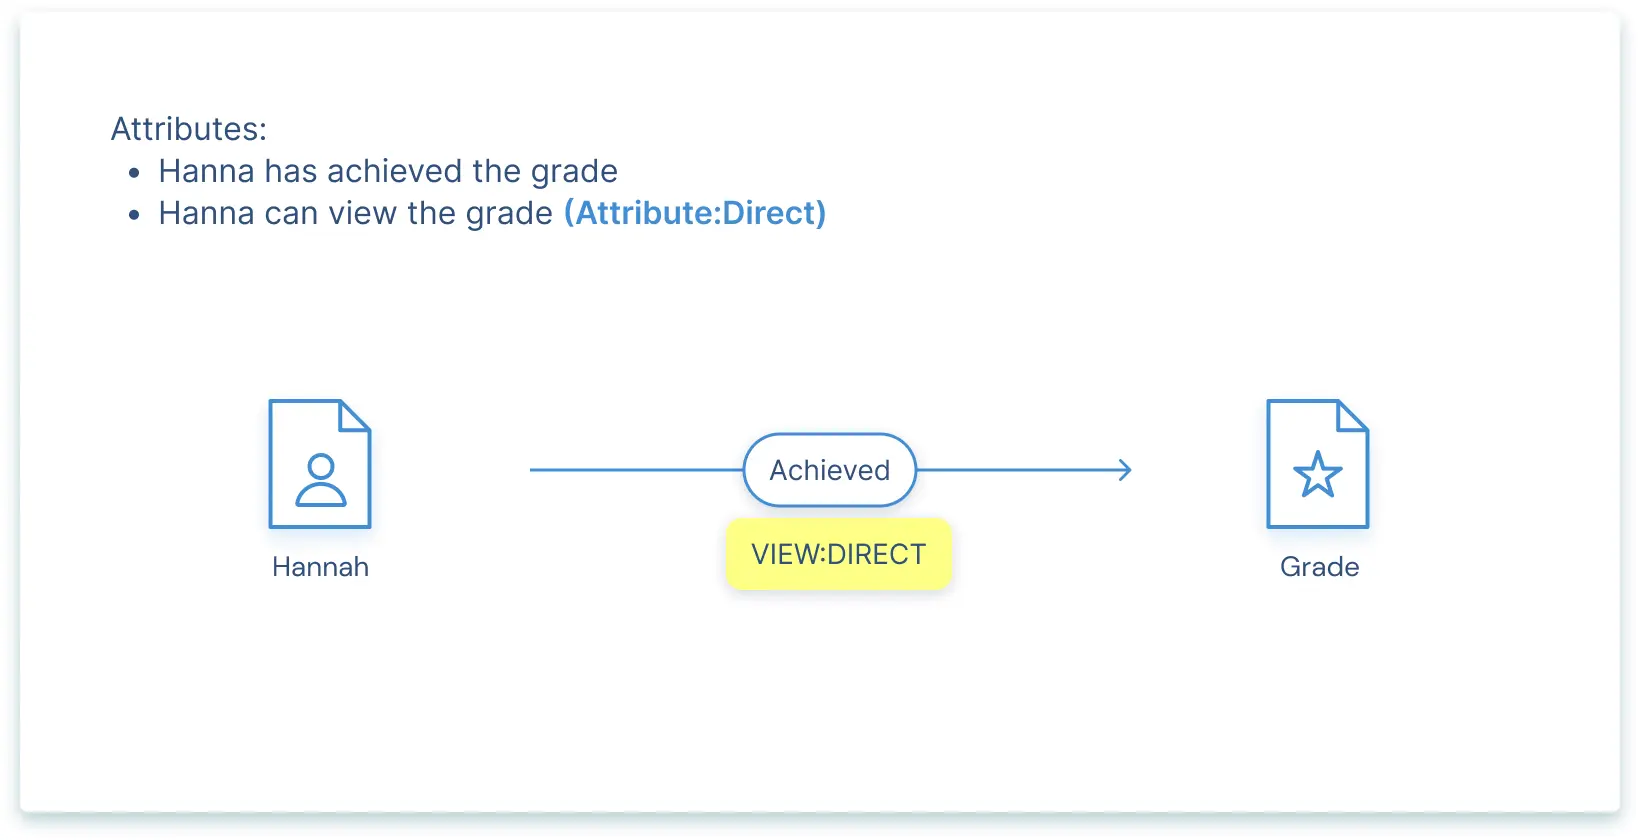 Attributes:
• Hanna has achieved the grade
• Hanna can view the grade (Attribute:Direct)
Achieved
VIEW:DIRECT
Hannah
Grade